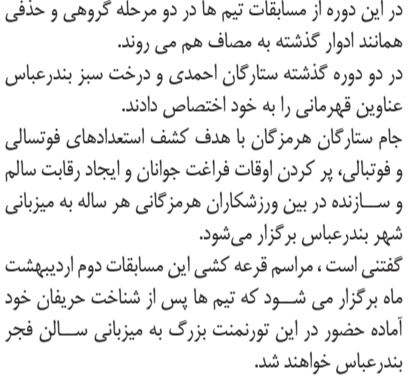 در این دوره از مسابقات تیم ها در دو مرحله گروهی و حذفی
همانند ادوار گذشته به مصاف هم می روند.
در دو دوره گذشته ستارگان احمدی و درخت سبز بندرعباس
عناوین قهرمانی را به خود اختصاص دادند.
جام ستارگان هرمزگان با هدف کشف استعدادهای فوتسالی
و فوتبالی، پر کردن اوقات فراغت جوانان و ایجاد رقابت سالم
و ســازنده در بین ورزشکاران هرمزگانی هر ساله به میزبانی
شهر بندرعباس برگزار می‌شود.
گفتنی است ، مراسم قرعه کشی این مسابقات دوم اردیبهشت
ماه برگزار می شــود که تیم ها پس از شناخت حریفان خود
آماده حضور در این تورنمنت بزرگ به میزبانی ســالن فجر
بندرعباس خواهند شد.